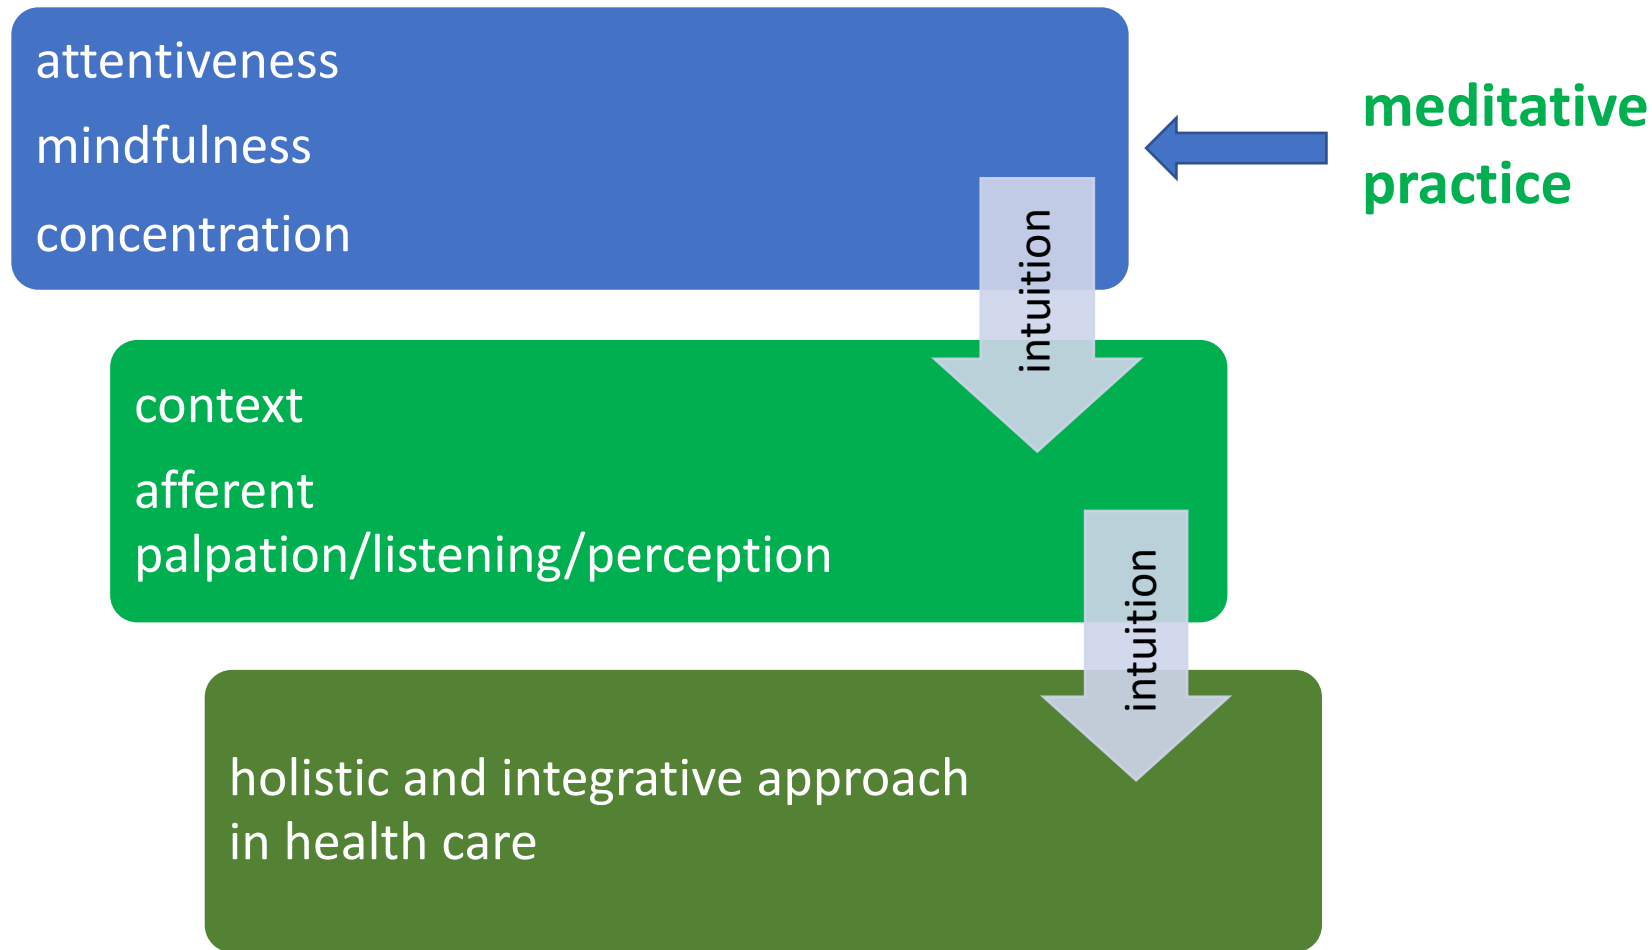 attentiveness
mindfulness
concentration
meditative
practice
intuition
context
afferent
palpation/listening/perception
intuition
holistic and integrative approach
in health care